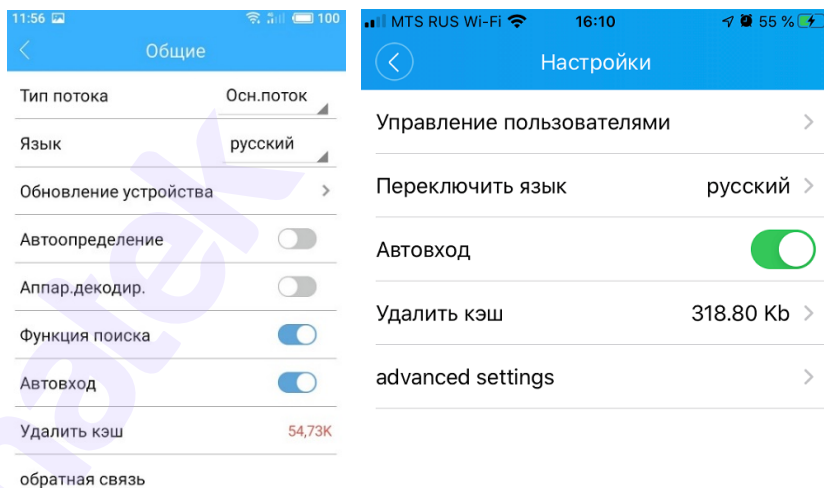 11:56 100
Общие
Тип потока Осн.поток
Язык русский
Обновление устройства
Автоопределение
Аппар.декодир.
Функция поиска
Автовход
Удалить кэш 54,73K
обратная связь
MTS RUS Wi-Fi 16:10 55 %
Настройки
Управление пользователями
Переключить язык русский
Автовход
Удалить кэш 318.80 Kb
advanced settings
natek